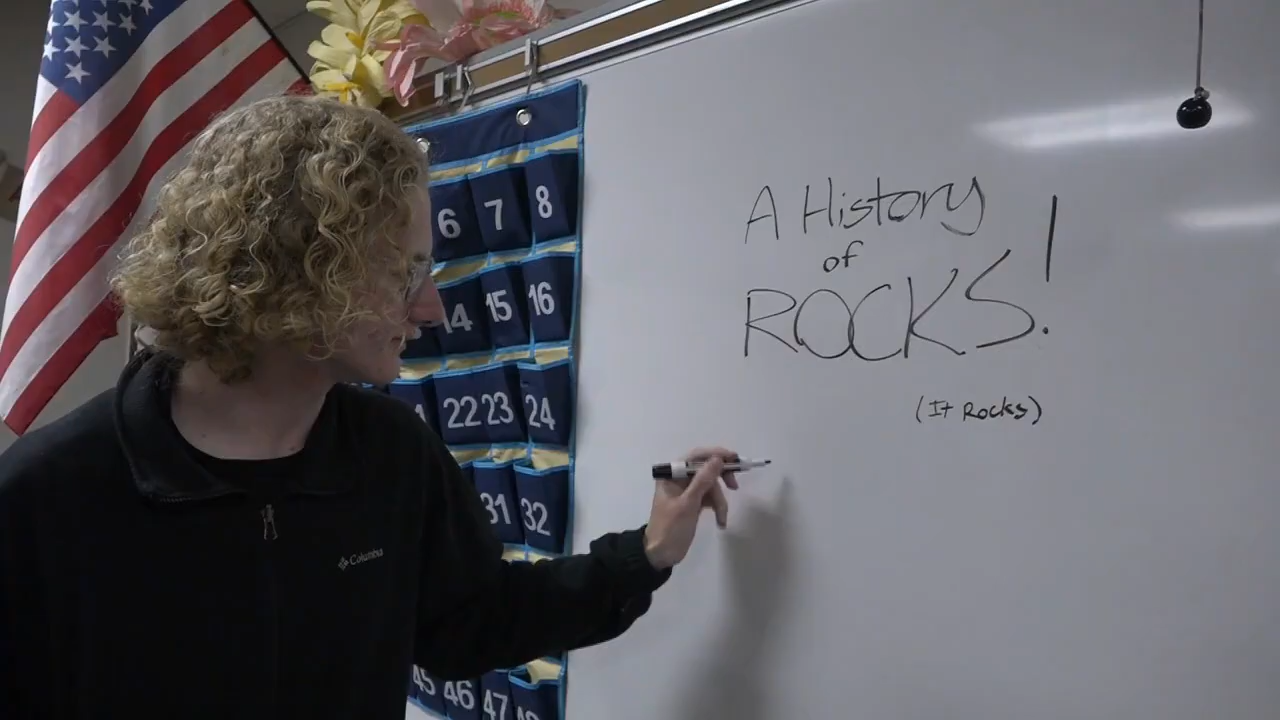 A History
of
ROCKS!
(It Rocks)
6 7 8
14 15 16
22 23 24
31 32
45 46 47
Columbia